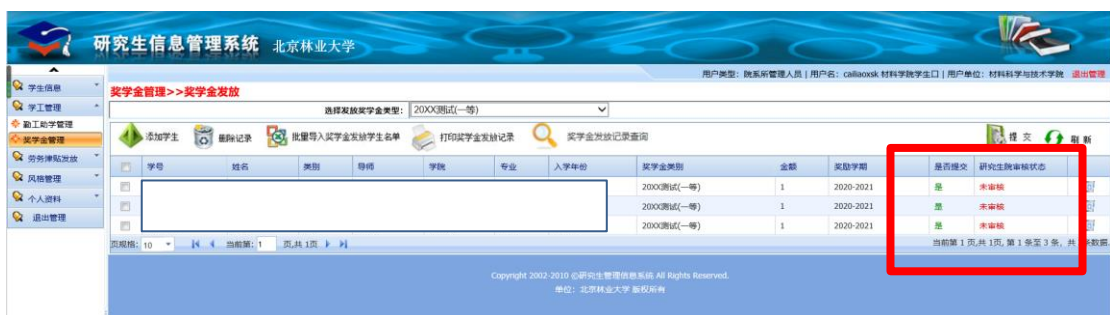 研究生信息管理系统 北京林业大学
用户类型：院系所管理人员 | 用户名：cailiaoxsk 材料学院学生口 | 用户单位：材料科学与技术学院 退出管理
学生信息
学工管理
勤工助学管理
奖学金管理
劳务津贴发放
风格管理
个人资料
退出管理
奖学金管理>>奖学金发放
选择发放奖学金类型： 20XX测试(一等)
添加学生 删除记录 批量导入奖学金发放学生名单 打印奖学金发放记录 奖学金发放记录查询 提 交 刷 新
学号 姓名 类别 导师 学院 专业 入学年份 奖学金类别 金额 奖励学期 是否提交 研究生院审核状态
20XX测试(一等) 1 2020-2021 是 未审核
20XX测试(一等) 1 2020-2021 是 未审核
20XX测试(一等) 1 2020-2021 是 未审核
页规格： 10 当前第： 1 页,共 1页 当前第 1 页,共 1页, 第 1 条至 3 条, 共 条数据.
Copyright 2002-2010 ©研究生管理信息系统 All Rights Reserved.
单位：北京林业大学 版权所有